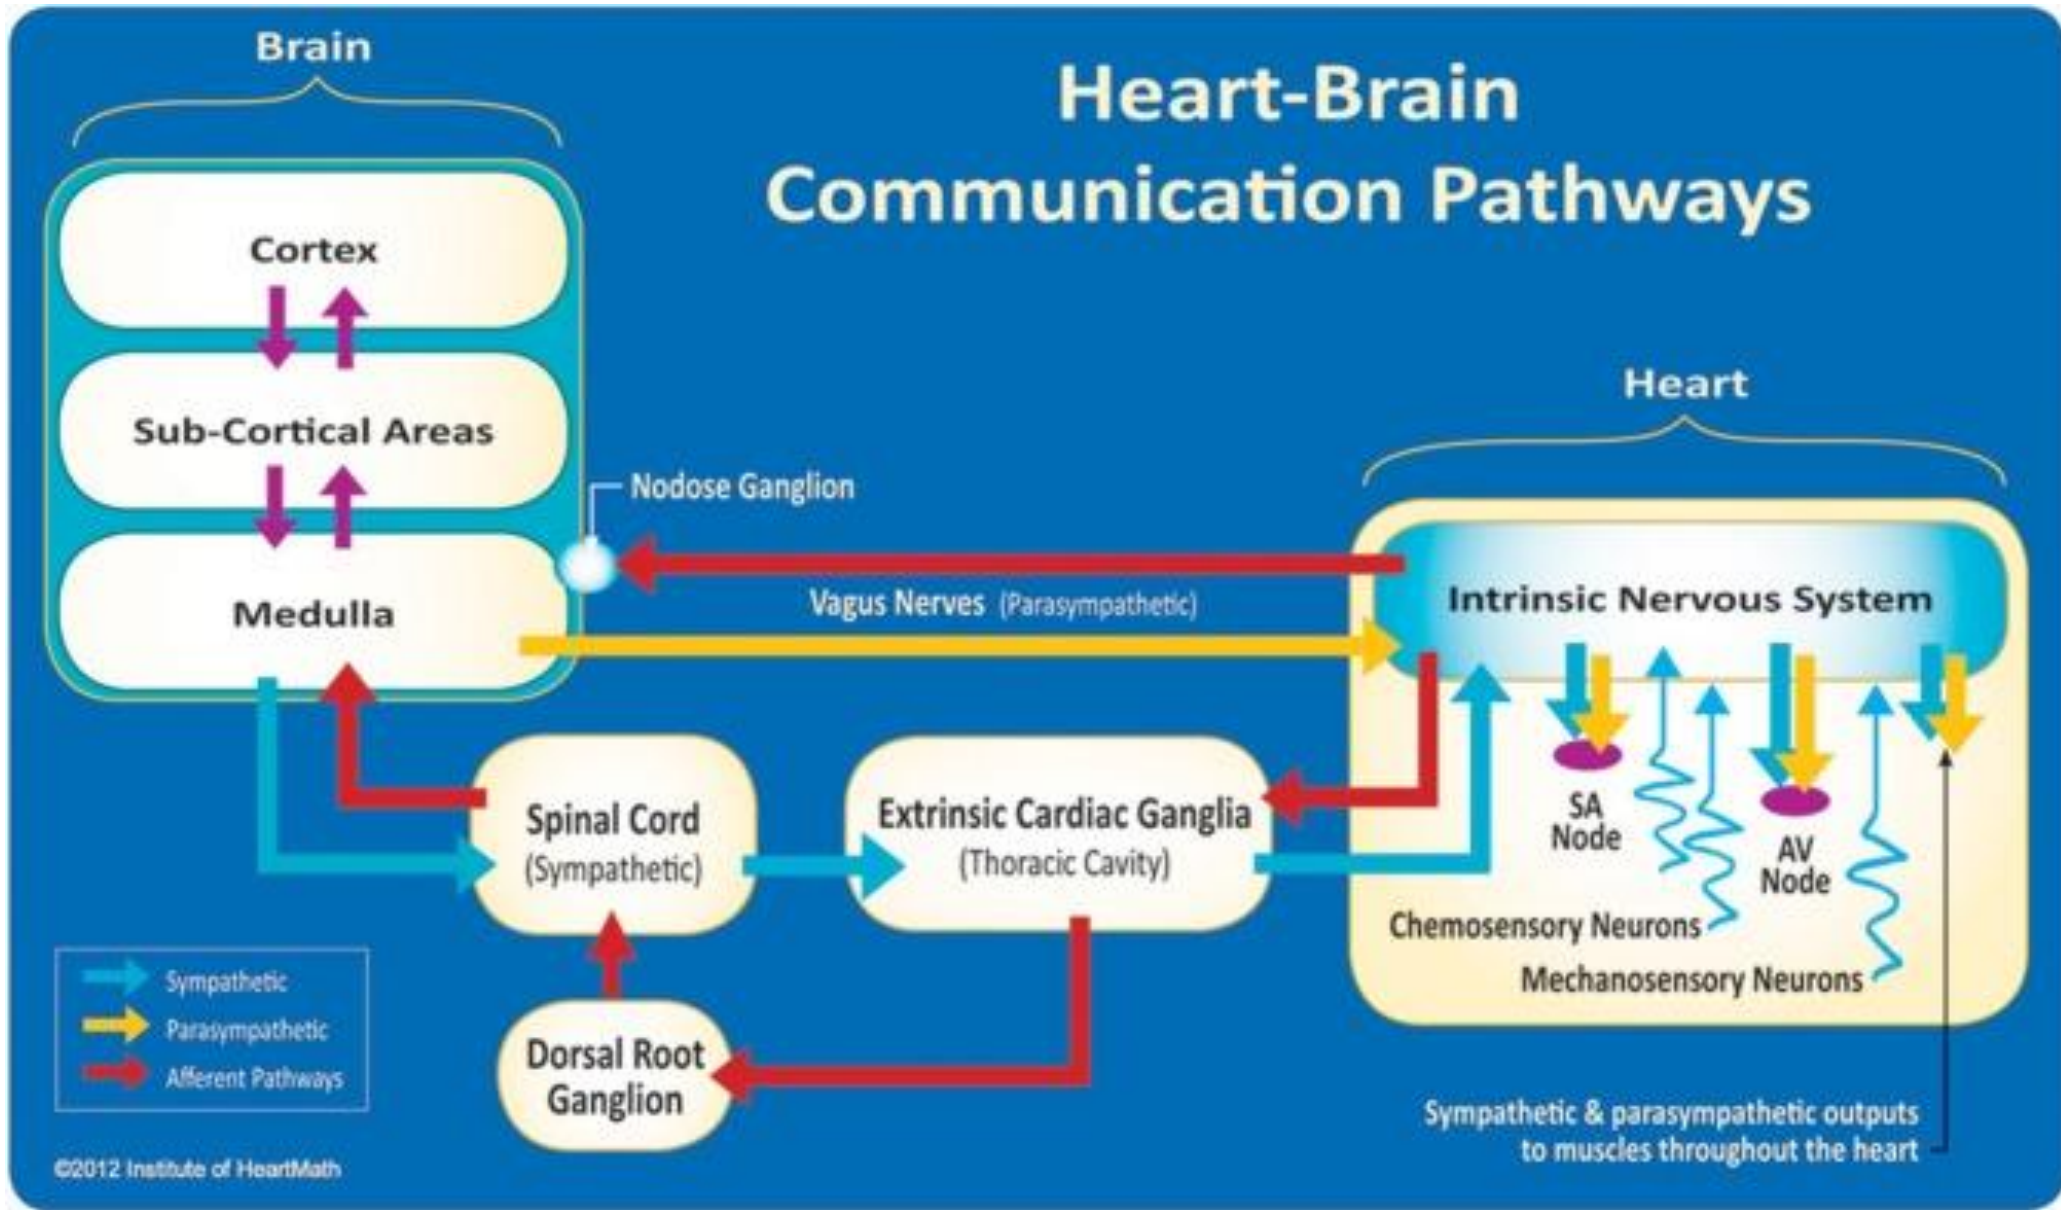 Brain
Heart-Brain
Communication Pathways
Cortex
Sub-Cortical Areas
Medulla
Nodose Ganglion
Heart
Vagus Nerves (Parasympathetic)
Intrinsic Nervous System
Spinal Cord
(Sympathetic)
Extrinsic Cardiac Ganglia
(Thoracic Cavity)
SA
Node
AV
Node
Chemosensory Neurons
Mechanosensory Neurons
Dorsal Root
Ganglion
Sympathetic
Parasympathetic
Afferent Pathways
Sympathetic & parasympathetic outputs
to muscles throughout the heart
©2012 Institute of HeartMath